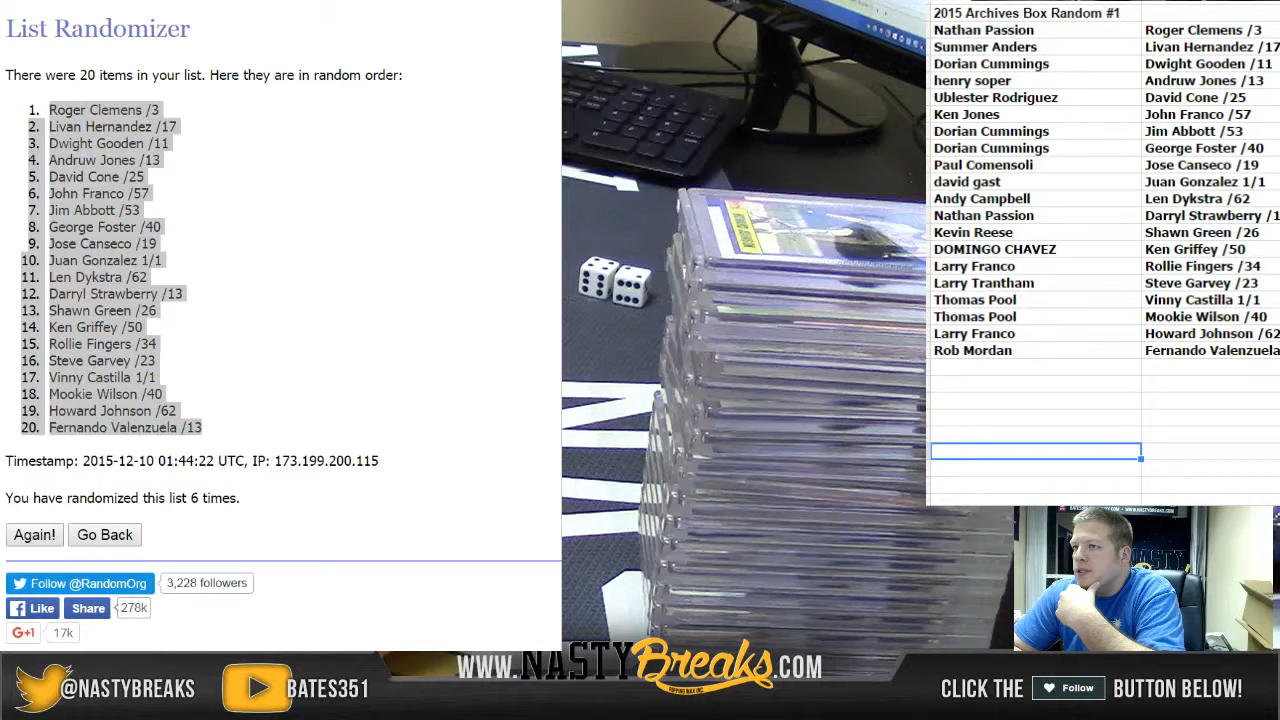 List Randomizer
There were 20 items in your list. Here they are in random order:
1. Roger Clemens /3
2. Livan Hernandez /17
3. Dwight Gooden /11
4. Andruw Jones /13
5. David Cone /25
6. John Franco /57
7. Jim Abbott /53
8. George Foster /40
9. Jose Canseco /19
10. Juan Gonzalez 1/1
11. Len Dykstra /62
12. Darryl Strawberry /13
13. Shawn Green /26
14. Ken Griffey /50
15. Rollie Fingers /34
16. Steve Garvey /23
17. Vinny Castilla 1/1
18. Mookie Wilson /40
19. Howard Johnson /62
20. Fernando Valenzuela /13
Timestamp: 2015-12-10 01:44:22 UTC, IP: 173.199.200.115
You have randomized this list 6 times.
Again! Go Back
Follow @RandomOrg 3,228 followers
Like Share 278k
G+1 17k
2015 Archives Box Random #1
Nathan Passion Roger Clemens /3
Summer Anders Livan Hernandez /17
Dorian Cummings Dwight Gooden /11
henry soper Andruw Jones /13
Ublester Rodriguez David Cone /25
Ken Jones John Franco /57
Dorian Cummings Jim Abbott /53
Dorian Cummings George Foster /40
Paul Comensoli Jose Canseco /19
david gast Juan Gonzalez 1/1
Andy Campbell Len Dykstra /62
Nathan Passion Darryl Strawberry /1
Kevin Reese Shawn Green /26
DOMINGO CHAVEZ Ken Griffey /50
Larry Franco Rollie Fingers /34
Larry Trantham Steve Garvey /23
Thomas Pool Vinny Castilla 1/1
Thomas Pool Mookie Wilson /40
Larry Franco Howard Johnson /62
Rob Mordan Fernando Valenzuela
NASTY
@NASTYBREAKS
BATES351
WWW.NASTYBreaks.COM
RIPPING WAX INC.
CLICK THE Follow BUTTON BELOW!